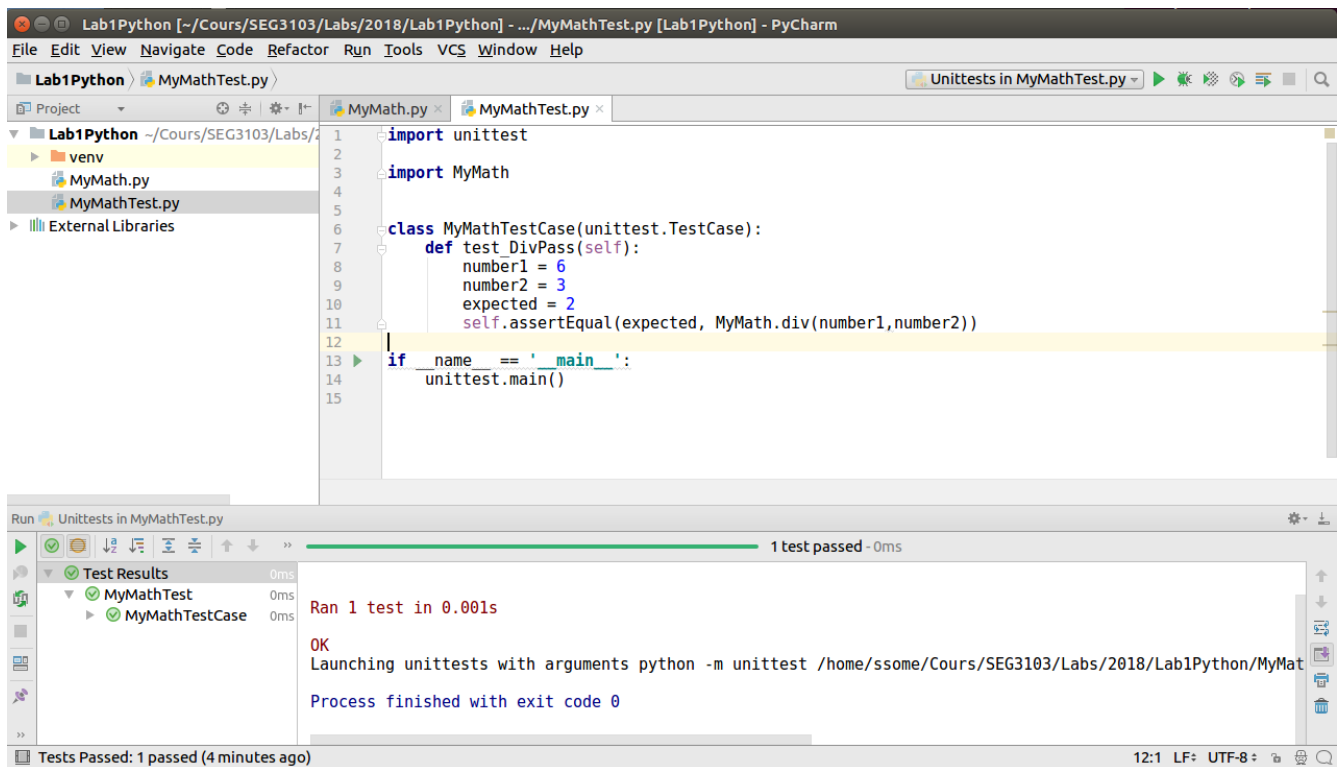 Lab1Python [~/Cours/SEG3103/Labs/2018/Lab1Python] - .../MyMathTest.py [Lab1Python] - PyCharm
File Edit View Navigate Code Refactor Run Tools VCS Window Help
Lab1Python MyMathTest.py Unittests in MyMathTest.py
Project MyMath.py × MyMathTest.py ×
Lab1Python ~/Cours/SEG3103/Labs/2
venv
MyMath.py
MyMathTest.py
External Libraries
1 import unittest
2
3 import MyMath
4
5
6 class MyMathTestCase(unittest.TestCase):
7 def test_DivPass(self):
8 number1 = 6
9 number2 = 3
10 expected = 2
11 self.assertEqual(expected, MyMath.div(number1,number2))
12
13 if __name__ == '__main__':
14 unittest.main()
15
Run Unittests in MyMathTest.py
1 test passed - 0ms
Test Results 0ms
MyMathTest 0ms
MyMathTestCase 0ms
Ran 1 test in 0.001s
OK
Launching unittests with arguments python -m unittest /home/ssome/Cours/SEG3103/Labs/2018/Lab1Python/MyMat
Process finished with exit code 0
Tests Passed: 1 passed (4 minutes ago) 12:1 LF÷ UTF-8÷